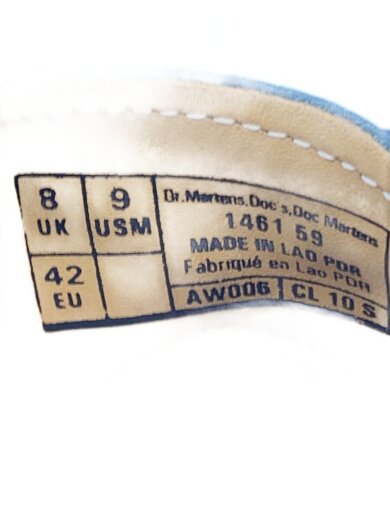 8 UK
9 USM
42 EU
Dr.Martens.Doc's.Doc Martens
1461 59
MADE IN LAO PDR
Fabriqué en Lao PDR
AW006 CL 10 S